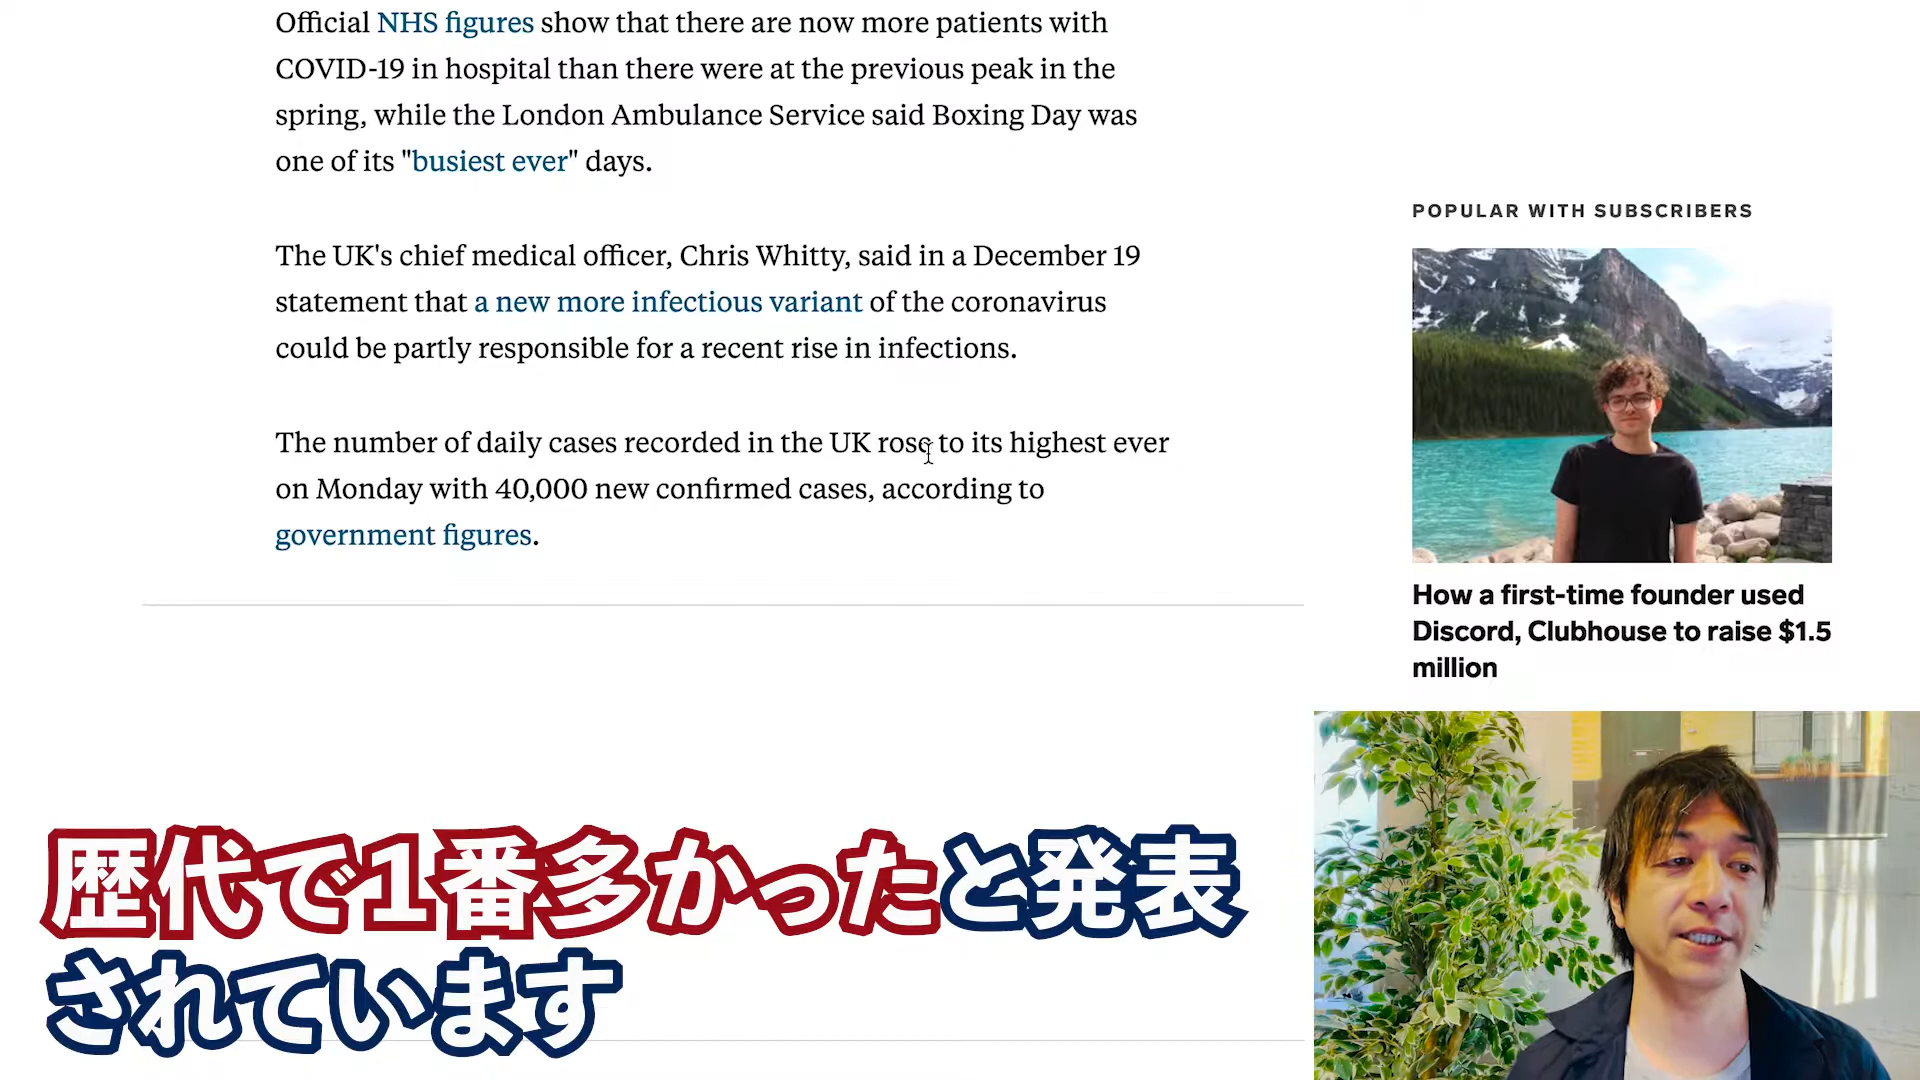 Official NHS figures show that there are now more patients with
COVID-19 in hospital than there were at the previous peak in the
spring, while the London Ambulance Service said Boxing Day was
one of its "busiest ever" days.
The UK's chief medical officer, Chris Whitty, said in a December 19
statement that a new more infectious variant of the coronavirus
could be partly responsible for a recent rise in infections.
The number of daily cases recorded in the UK rose to its highest ever
on Monday with 40,000 new confirmed cases, according to
government figures.
POPULAR WITH SUBSCRIBERS
How a first-time founder used
Discord, Clubhouse to raise $1.5
million
歴代で1番多かったと発表
されています